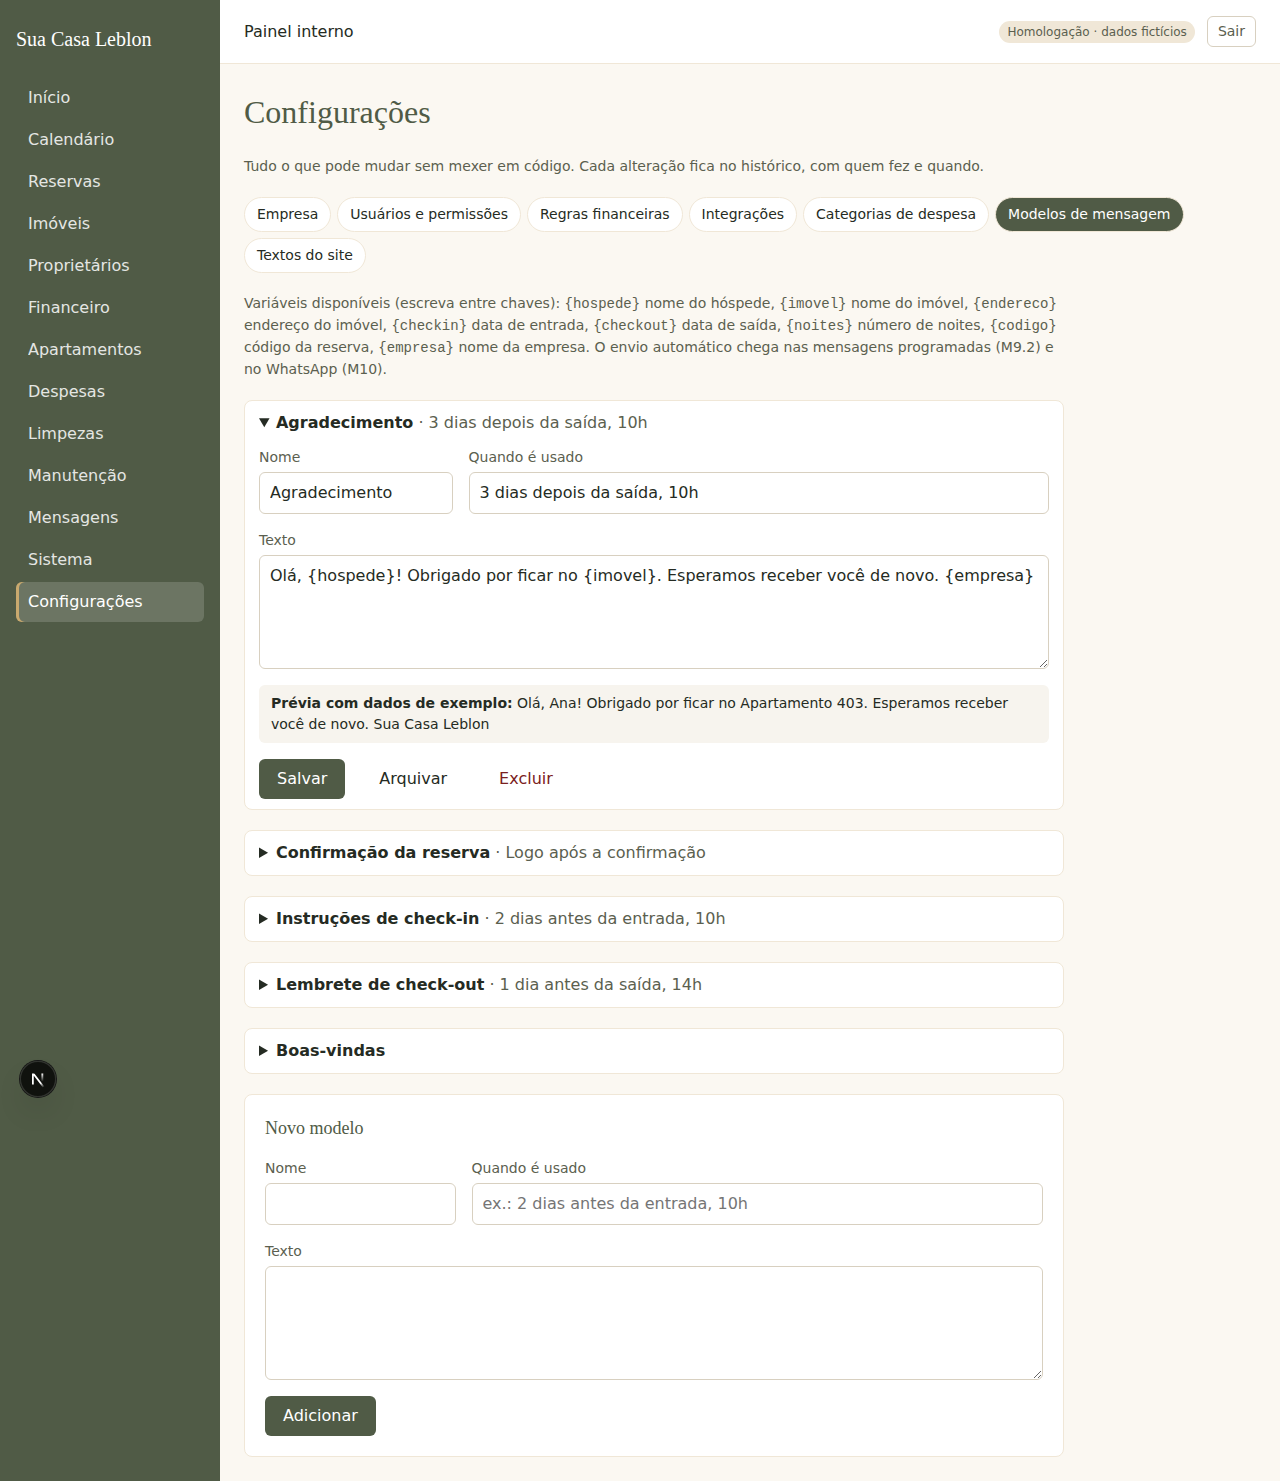 Sua Casa Leblon
Início
Calendário
Reservas
Imóveis
Proprietários
Financeiro
Apartamentos
Despesas
Limpezas
Manutenção
Mensagens
Sistema
Configurações
Painel interno
Homologação · dados fictícios
Sair
Configurações
Tudo o que pode mudar sem mexer em código. Cada alteração fica no histórico, com quem fez e quando.
Empresa
Usuários e permissões
Regras financeiras
Integrações
Categorias de despesa
Modelos de mensagem
Textos do site
Variáveis disponíveis (escreva entre chaves): {hospede} nome do hóspede, {imovel} nome do imóvel, {endereco}
endereço do imóvel, {checkin} data de entrada, {checkout} data de saída, {noites} número de noites, {codigo}
código da reserva, {empresa} nome da empresa. O envio automático chega nas mensagens programadas (M9.2) e
no WhatsApp (M10).
Agradecimento · 3 dias depois da saída, 10h
Nome
Quando é usado
Agradecimento
3 dias depois da saída, 10h
Texto
Olá, {hospede}! Obrigado por ficar no {imovel}. Esperamos receber você de novo. {empresa}
Prévia com dados de exemplo: Olá, Ana! Obrigado por ficar no Apartamento 403. Esperamos receber
você de novo. Sua Casa Leblon
Salvar
Arquivar
Excluir
Confirmação da reserva · Logo após a confirmação
Instruções de check-in · 2 dias antes da entrada, 10h
Lembrete de check-out · 1 dia antes da saída, 14h
Boas-vindas
Novo modelo
Nome
Quando é usado
ex.: 2 dias antes da entrada, 10h
Texto
Adicionar
N